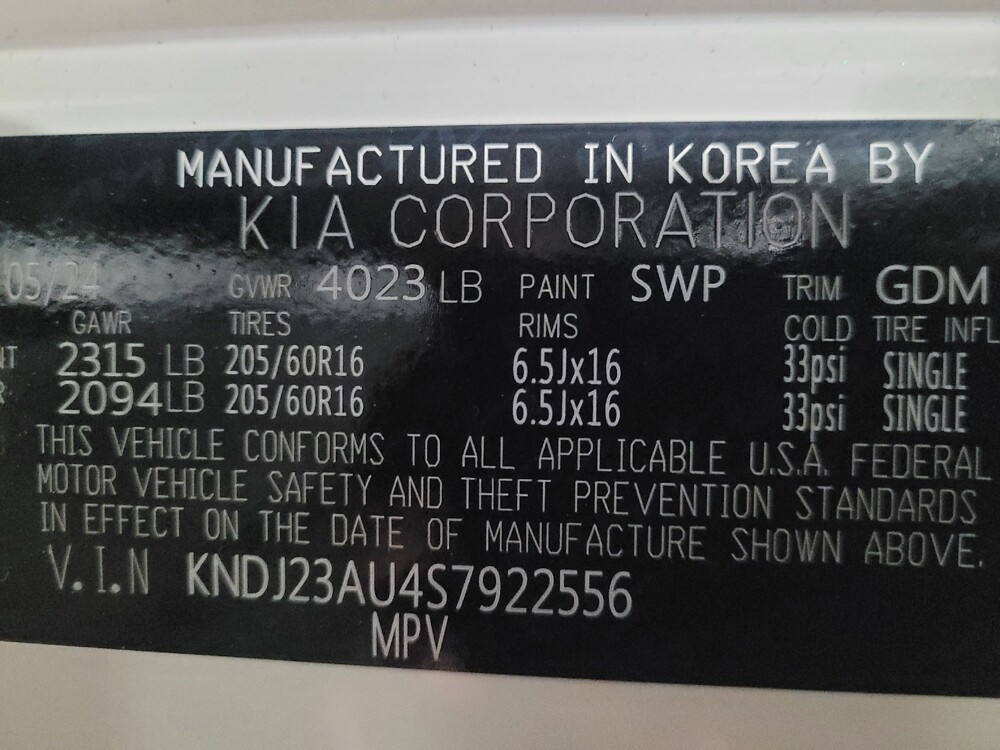 MANUFACTURED IN KOREA BY
KIA CORPORATION
05/24 GVWR 4023 LB PAINT SWP TRIM GDM
GAWR TIRES RIMS COLD TIRE INFL
NT 2315 LB 205/60R16 6.5Jx16 33psi SINGLE
R 2094 LB 205/60R16 6.5Jx16 33psi SINGLE
THIS VEHICLE CONFORMS TO ALL APPLICABLE U.S.A. FEDERAL
MOTOR VEHICLE SAFETY AND THEFT PREVENTION STANDARDS
IN EFFECT ON THE DATE OF MANUFACTURE SHOWN ABOVE.
V.I.N KNDJ23AU4S7922556
MPV